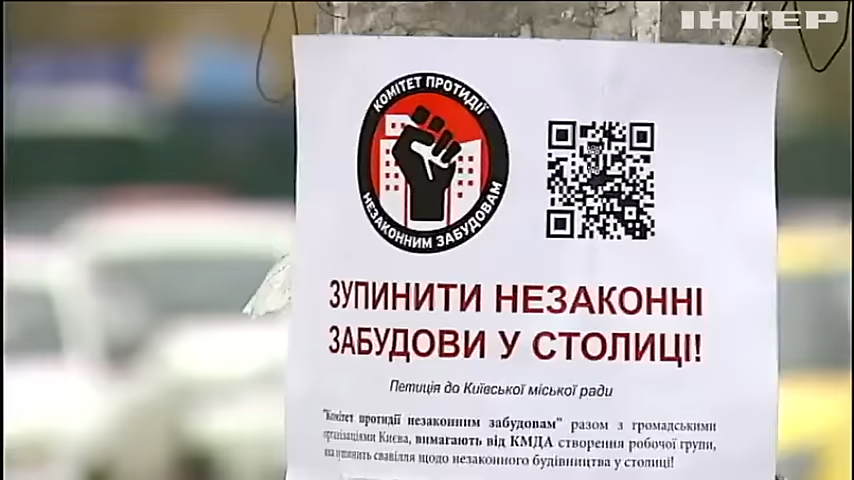 ІНТЕР
КОМІТЕТ ПРОТИДІЇ
НЕЗАКОННИМ ЗАБУДОВАМ
ЗУПИНИТИ НЕЗАКОННІ
ЗАБУДОВИ У СТОЛИЦІ!
Петиція до Київської міської ради
"Комітет протидії незаконним забудовам" разом з громадськими
організаціями Києва, вимагають від КМДА створення робочої групи,
яка зупинить свавілля щодо незаконного будівництва у столиці!